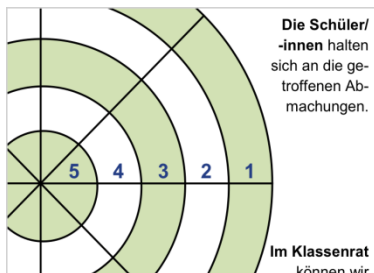 Die Schüler/
-innen halten
sich an die ge-
troffenen Ab-
machungen.
5 4 3 2 1
Im Klassenrat
können wir